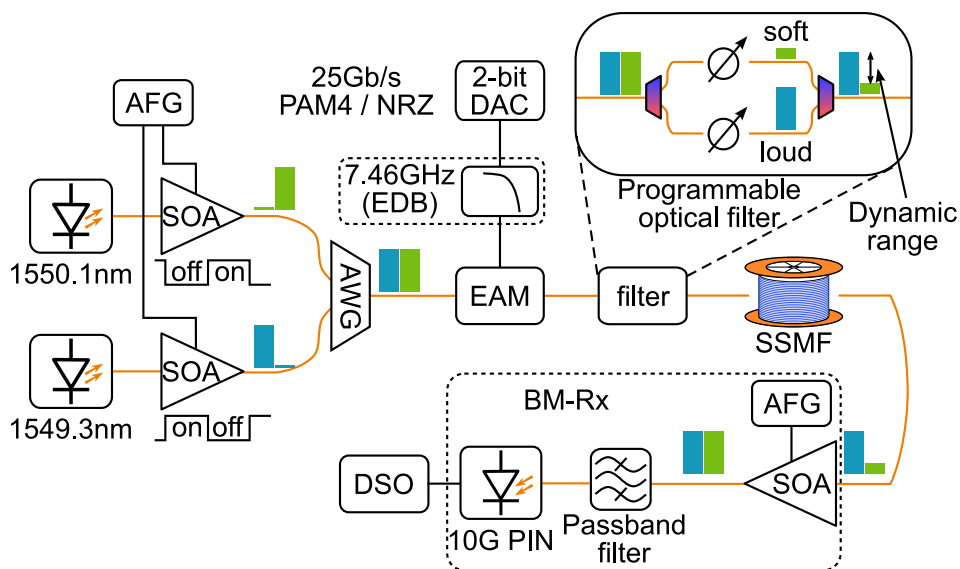 AFG
25Gb/s
PAM4 / NRZ
2-bit
DAC
soft
loud
Programmable
optical filter
Dynamic
range
7.46GHz
(EDB)
SOA
1550.1nm
off on
AWG
EAM
filter
SSMF
SOA
1549.3nm
on off
BM-Rx
AFG
DSO
10G PIN
Passband
filter
SOA